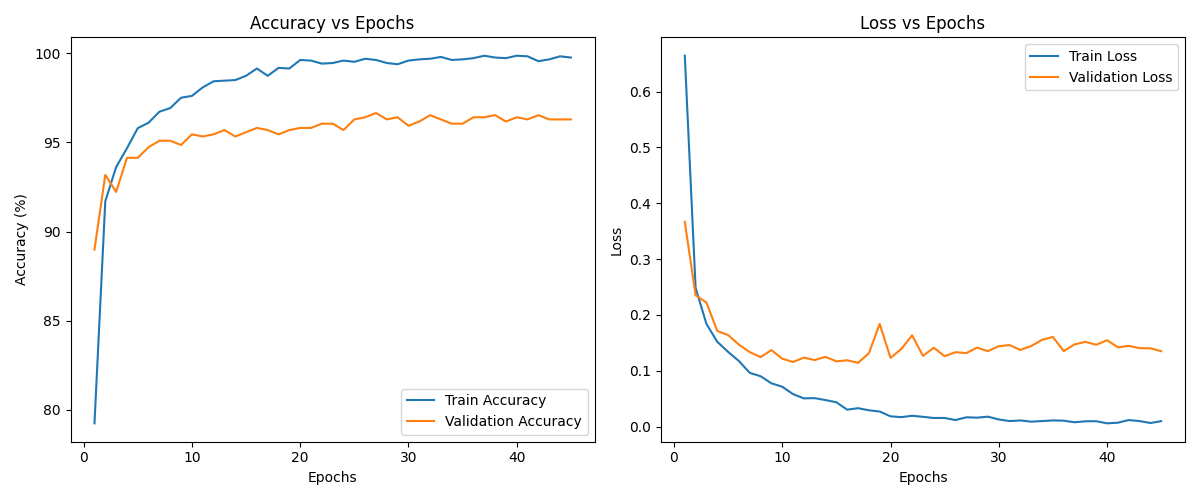 Accuracy vs Epochs
100
95
90
85
80
Accuracy (%)
0 10 20 30 40
Epochs
Train Accuracy
Validation Accuracy
Loss vs Epochs
0.6
0.5
0.4
0.3
0.2
0.1
0.0
Loss
0 10 20 30 40
Epochs
Train Loss
Validation Loss